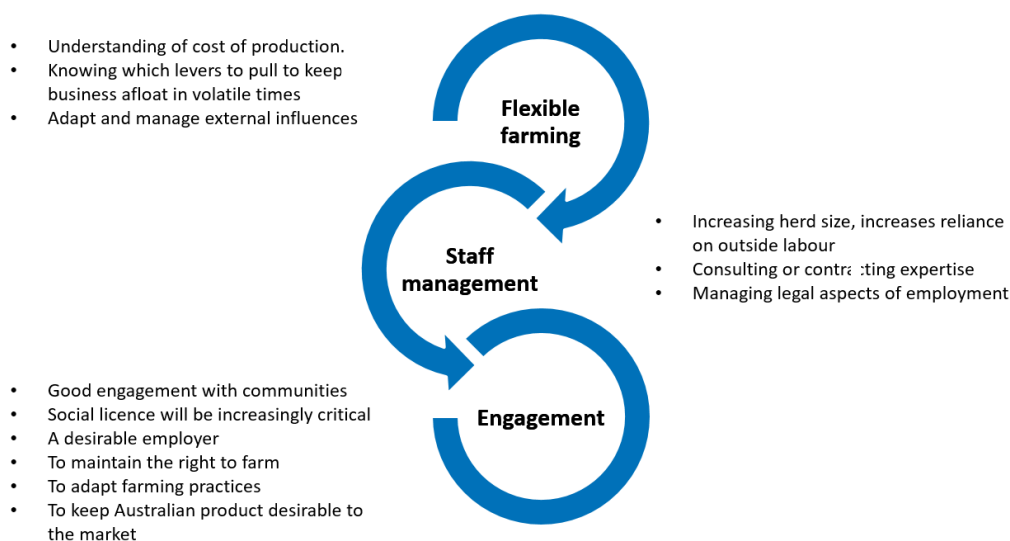 • Understanding of cost of production.
• Knowing which levers to pull to keep
business afloat in volatile times
• Adapt and manage external influences
Flexible
farming
• Increasing herd size, increases reliance
on outside labour
• Consulting or contracting expertise
• Managing legal aspects of employment
Staff
management
• Good engagement with communities
• Social licence will be increasingly critical
• A desirable employer
• To maintain the right to farm
• To adapt farming practices
• To keep Australian product desirable to
the market
Engagement